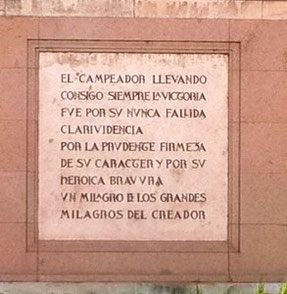 EL CAMPEADOR LLEVANDO
CONSIGO SIEMPRE LA VICTORIA
FVE POR SV NVNCA FALLIDA
CLARIVIDENCIA
POR LA PRVDENTE FIRMEZA
DE SV CARACTER Y POR SV
HEROICA BRAVVRA
VN MILAGRO DE LOS GRANDES
MILAGROS DEL CREADOR